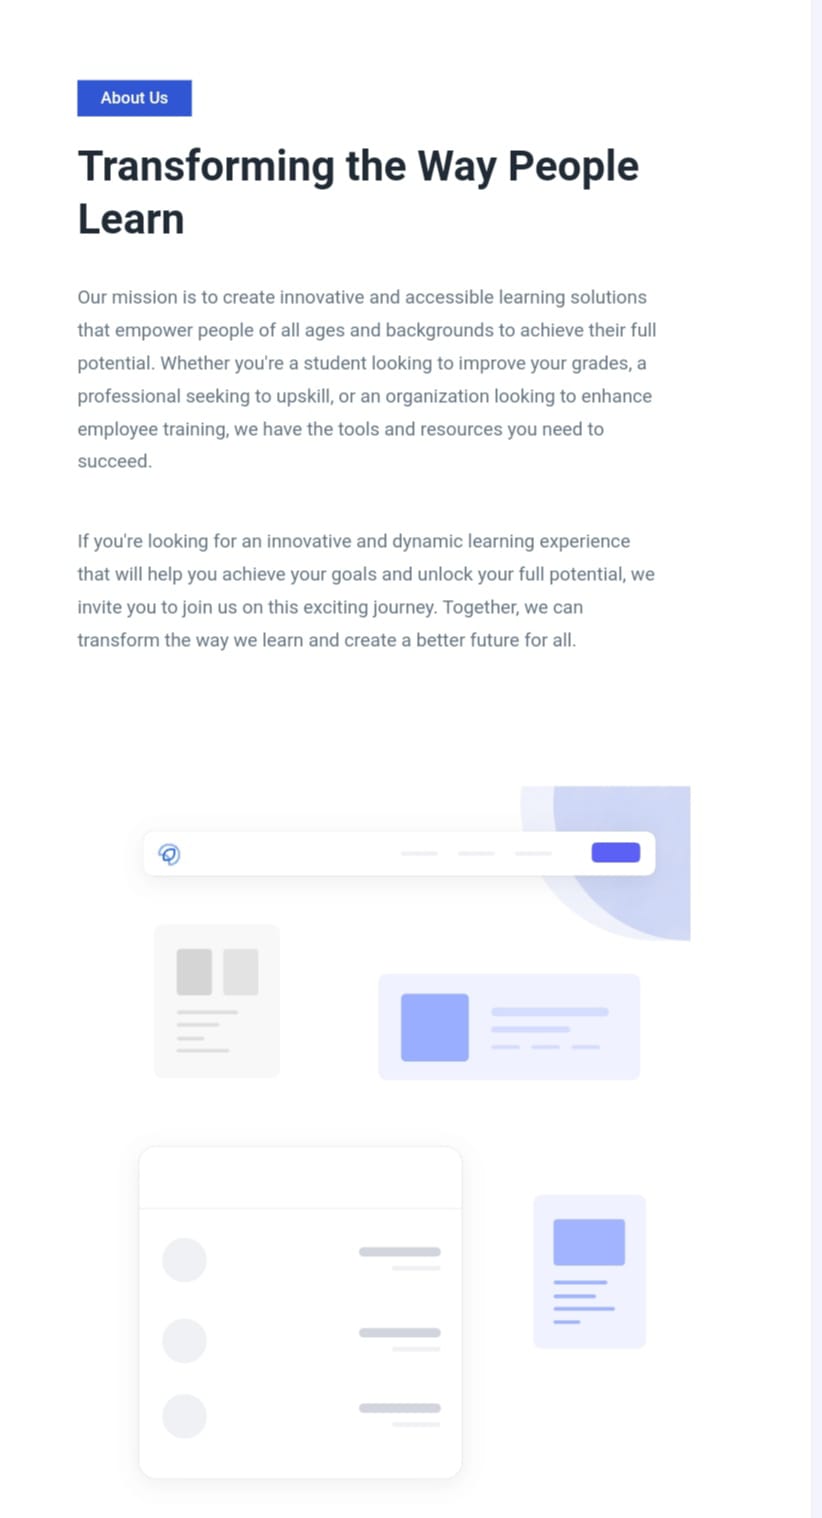 About Us
Transforming the Way People
Learn
Our mission is to create innovative and accessible learning solutions
that empower people of all ages and backgrounds to achieve their full
potential. Whether you're a student looking to improve your grades, a
professional seeking to upskill, or an organization looking to enhance
employee training, we have the tools and resources you need to
succeed.
If you're looking for an innovative and dynamic learning experience
that will help you achieve your goals and unlock your full potential, we
invite you to join us on this exciting journey. Together, we can
transform the way we learn and create a better future for all.